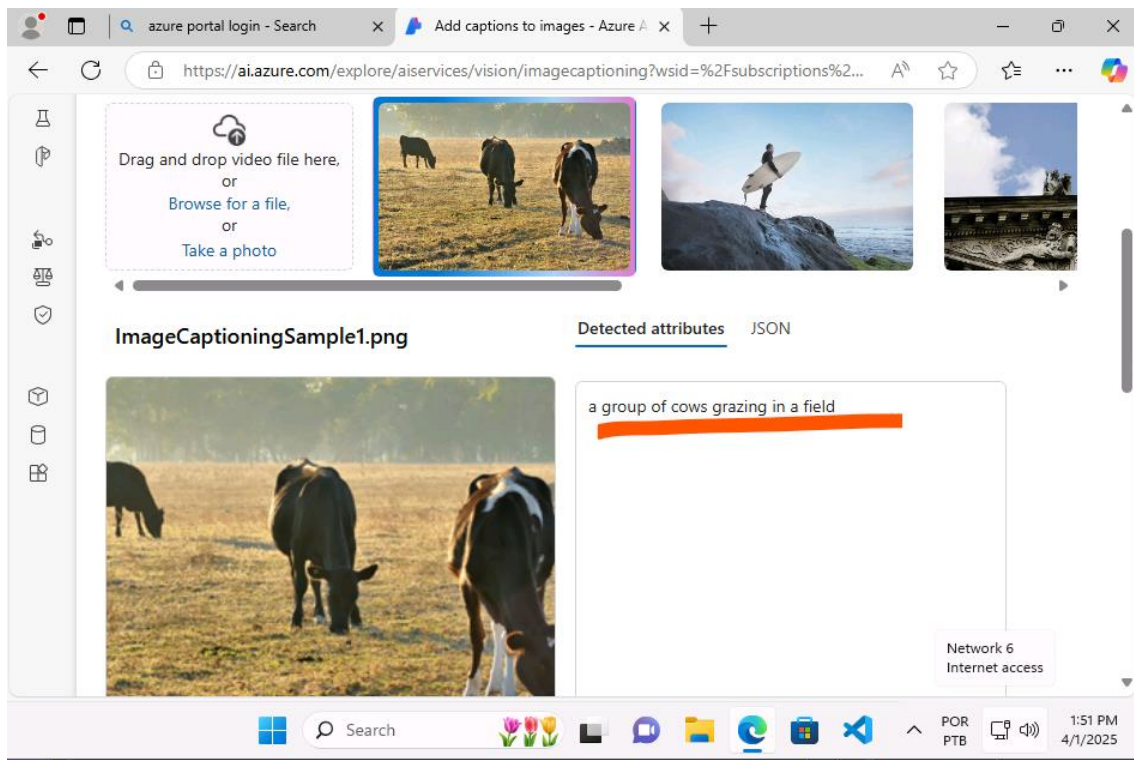 azure portal login - Search
Add captions to images - Azure A
https://ai.azure.com/explore/aiservices/vision/imagecaptioning?wsid=%2Fsubscriptions%2...
Drag and drop video file here,
or
Browse for a file,
or
Take a photo
ImageCaptioningSample1.png
Detected attributes
JSON
a group of cows grazing in a field
Network 6
Internet access
Search
POR
PTB
1:51 PM
4/1/2025